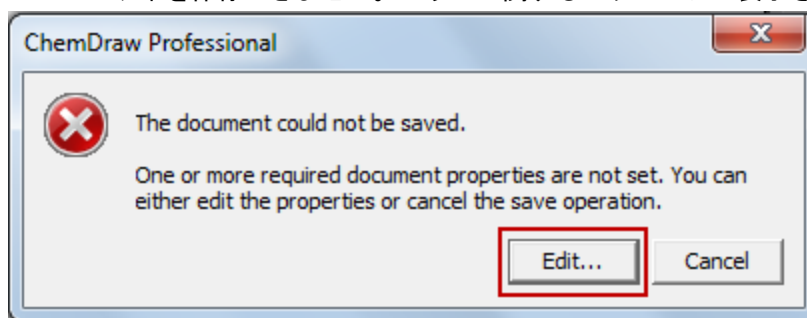 ChemDraw Professional
The document could not be saved.
One or more required document properties are not set. You can
either edit the properties or cancel the save operation.
Edit...
Cancel